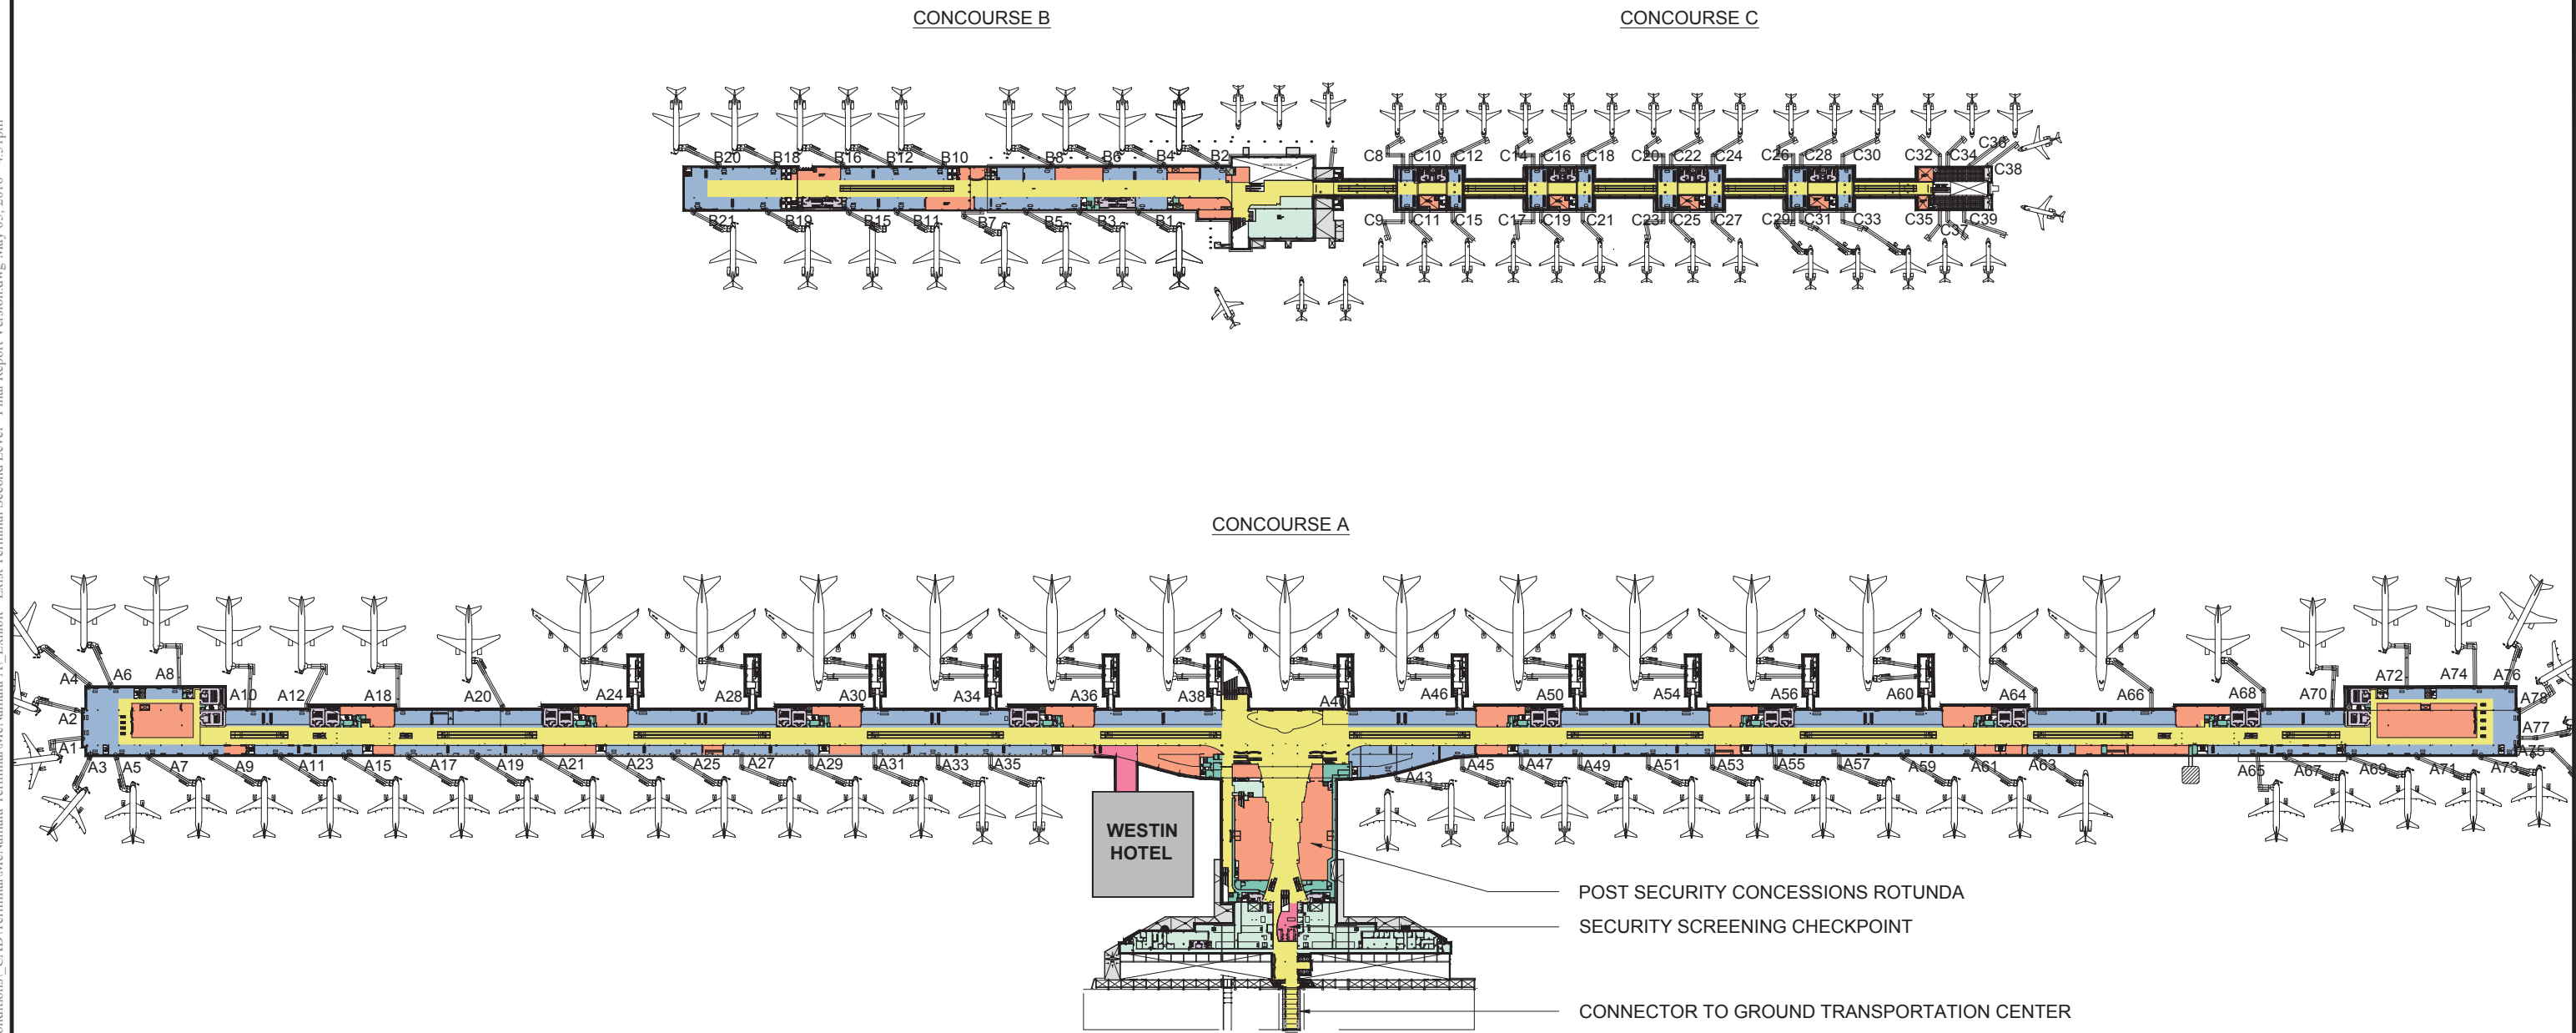 CONCOURSE B
CONCOURSE C
B20 B18 B16 B12 B10 B8 B6 B4 B2
C8 C10 C12 C14 C16 C18 C20 C22 C24 C26 C28 C30 C32 C34 C36
C38
B21 B19 B15 B11 B7 B5 B3 B1
C9 C11 C15 C17 C19 C21 C23 C25 C27 C29 C31 C33 C35 C37 C39
CONCOURSE A
A4 A6 A8 A10 A12 A18 A20 A24 A28 A30 A34 A36 A38 A40 A46 A50 A54 A56 A60 A64 A66 A68 A70 A72 A74 A76
A2 A78
A1 A77
A75
A3 A5 A7 A9 A11 A15 A17 A19 A21 A23 A25 A27 A29 A31 A33 A35 A43 A45 A47 A49 A51 A53 A55 A57 A59 A61 A63 A65 A67 A69 A71 A73
WESTIN
HOTEL
POST SECURITY CONCESSIONS ROTUNDA
SECURITY SCREENING CHECKPOINT
CONNECTOR TO GROUND TRANSPORTATION CENTER